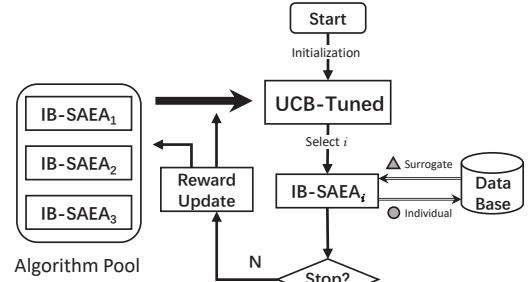 Start
Initialization
UCB-Tuned
Select i
IB-SAEA1
IB-SAEA2
IB-SAEA3
Algorithm Pool
Reward
Update
IB-SAEAi
Surrogate
Individual
Data
Base
N
Stop?